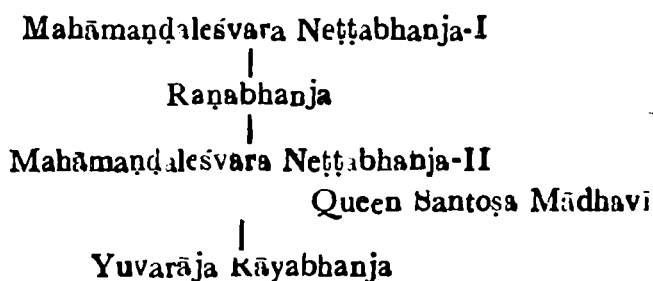 Mahāmaṇḍaleśvara Neṭṭabhanja-I
Raṇabhanja
Mahāmaṇḍaleśvara Neṭṭabhanja-II
Queen Santoṣa Mādhavī
Yuvarāja Rāyabhanja